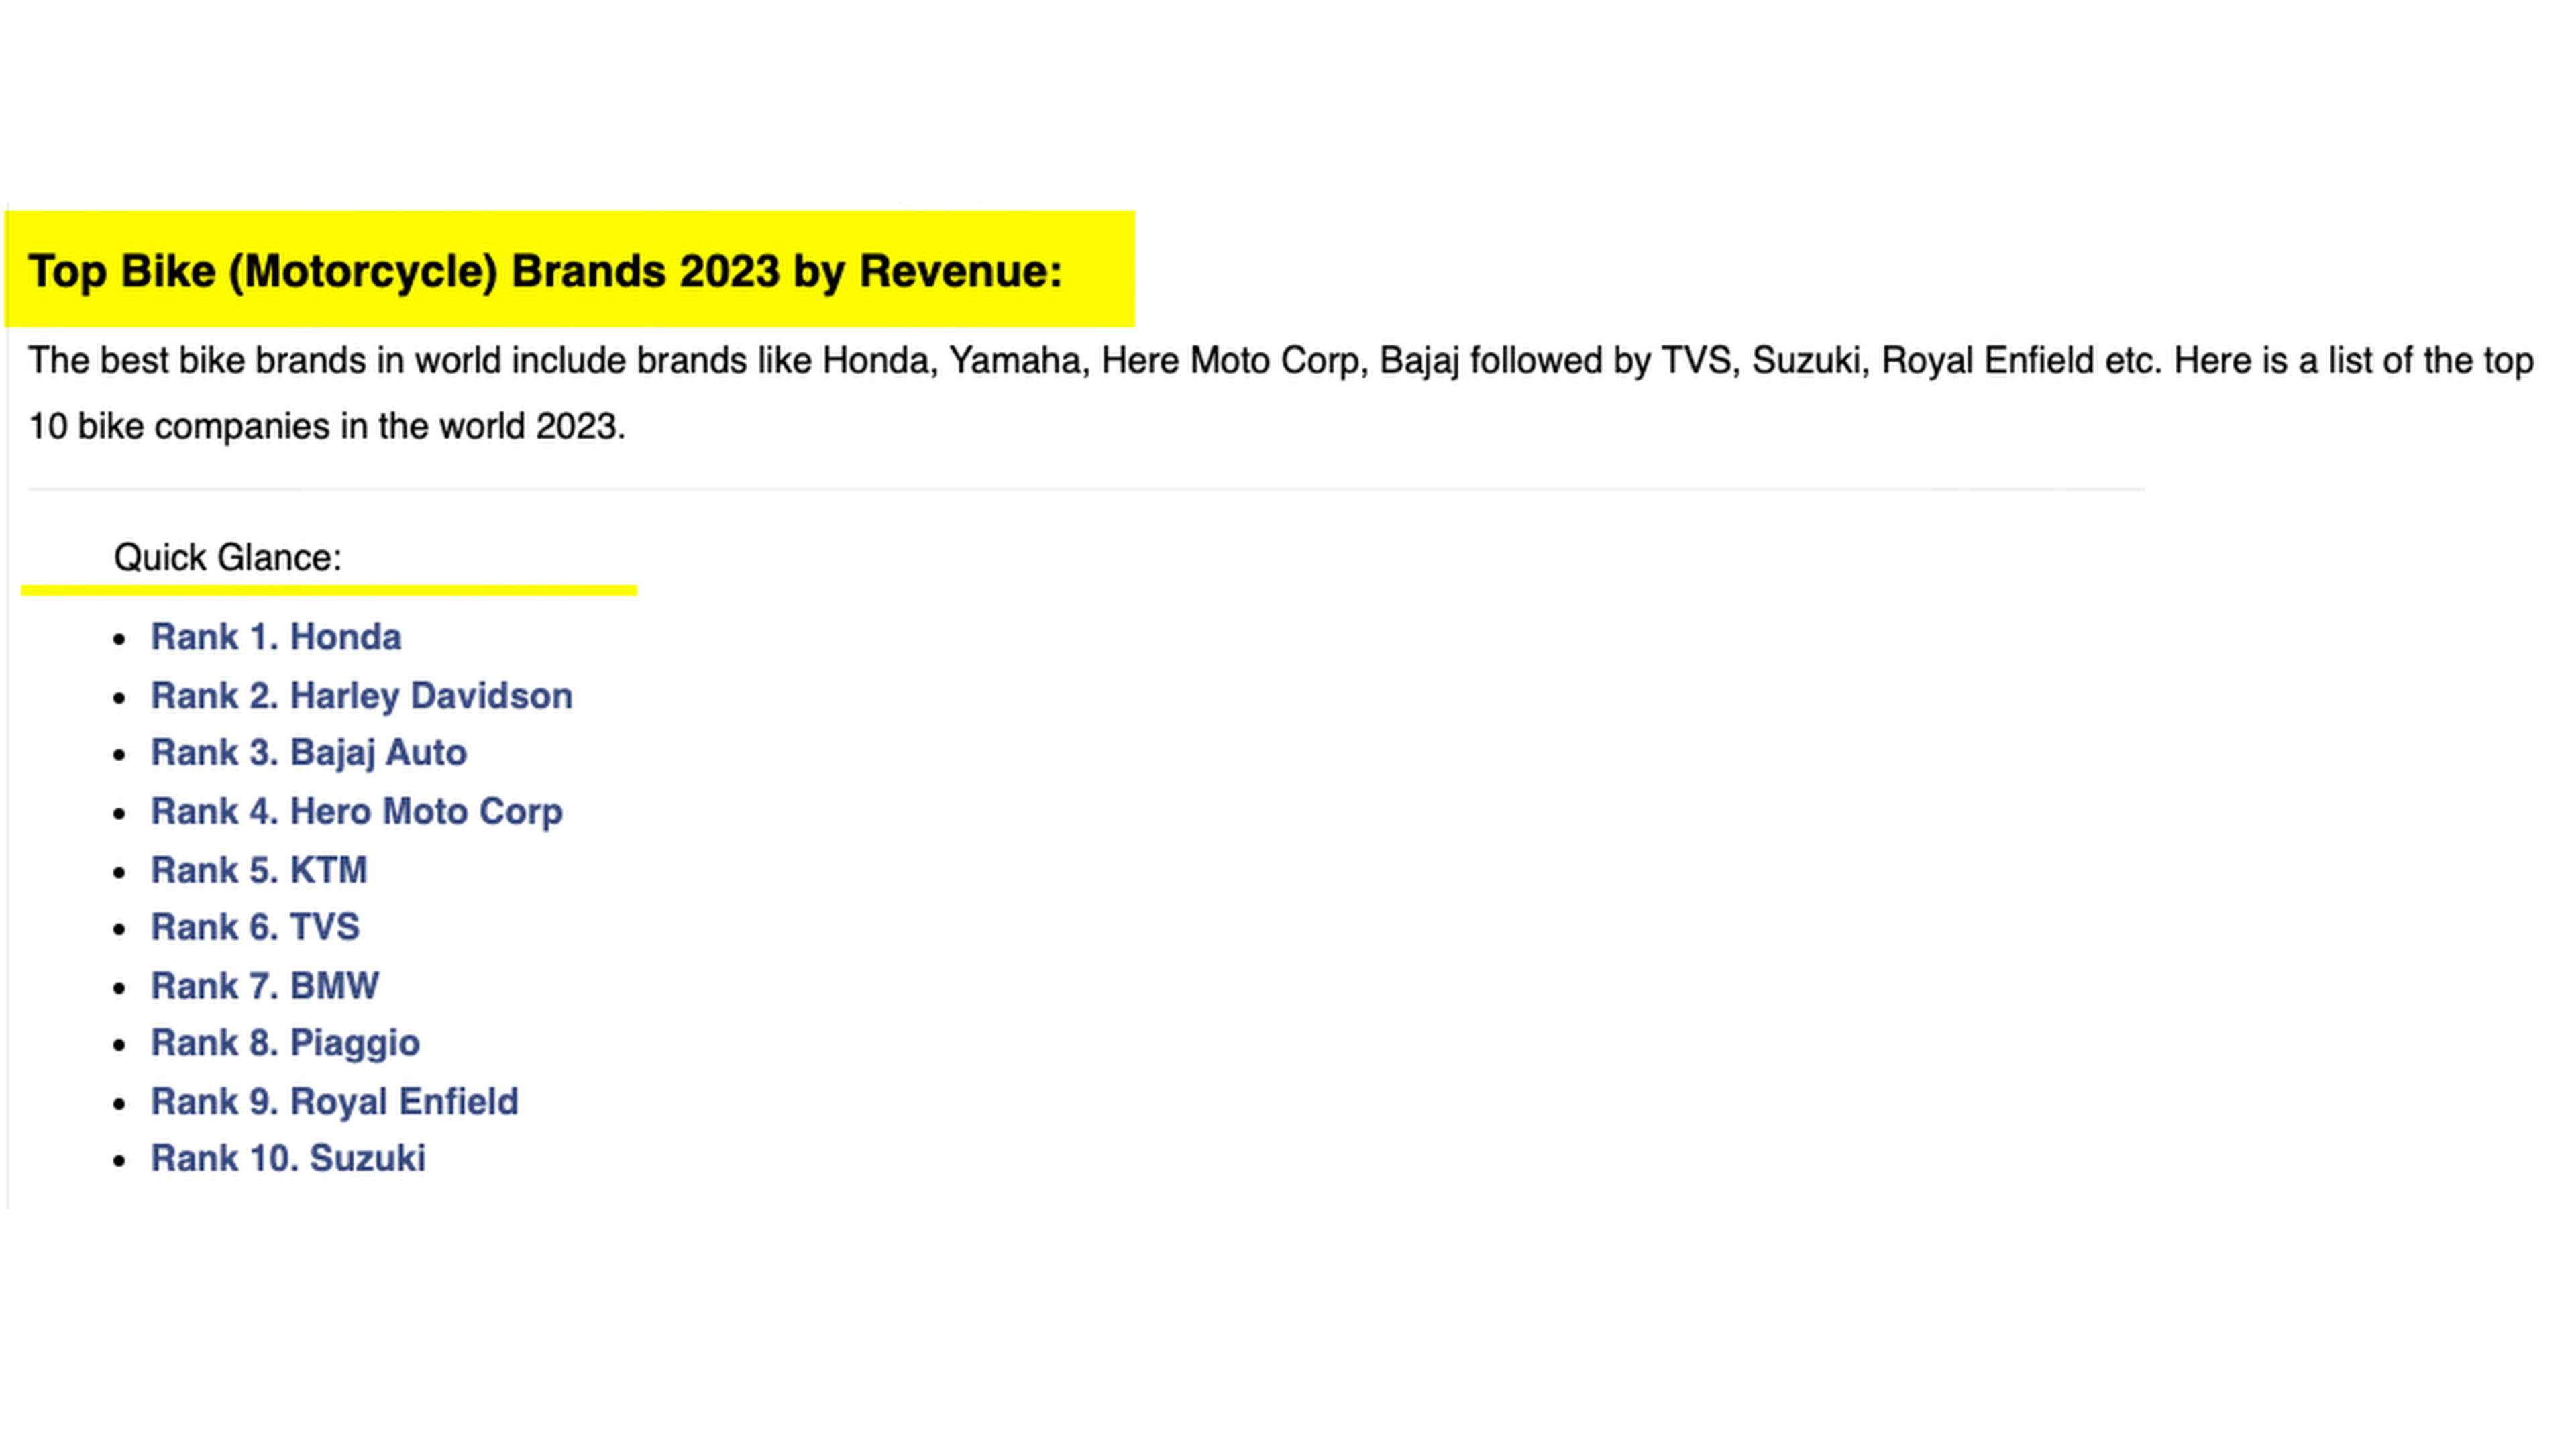 Top Bike (Motorcycle) Brands 2023 by Revenue:
The best bike brands in world include brands like Honda, Yamaha, Here Moto Corp, Bajaj followed by TVS, Suzuki, Royal Enfield etc. Here is a list of the top
10 bike companies in the world 2023.
Quick Glance:
• Rank 1. Honda
• Rank 2. Harley Davidson
• Rank 3. Bajaj Auto
• Rank 4. Hero Moto Corp
• Rank 5. KTM
• Rank 6. TVS
• Rank 7. BMW
• Rank 8. Piaggio
• Rank 9. Royal Enfield
• Rank 10. Suzuki